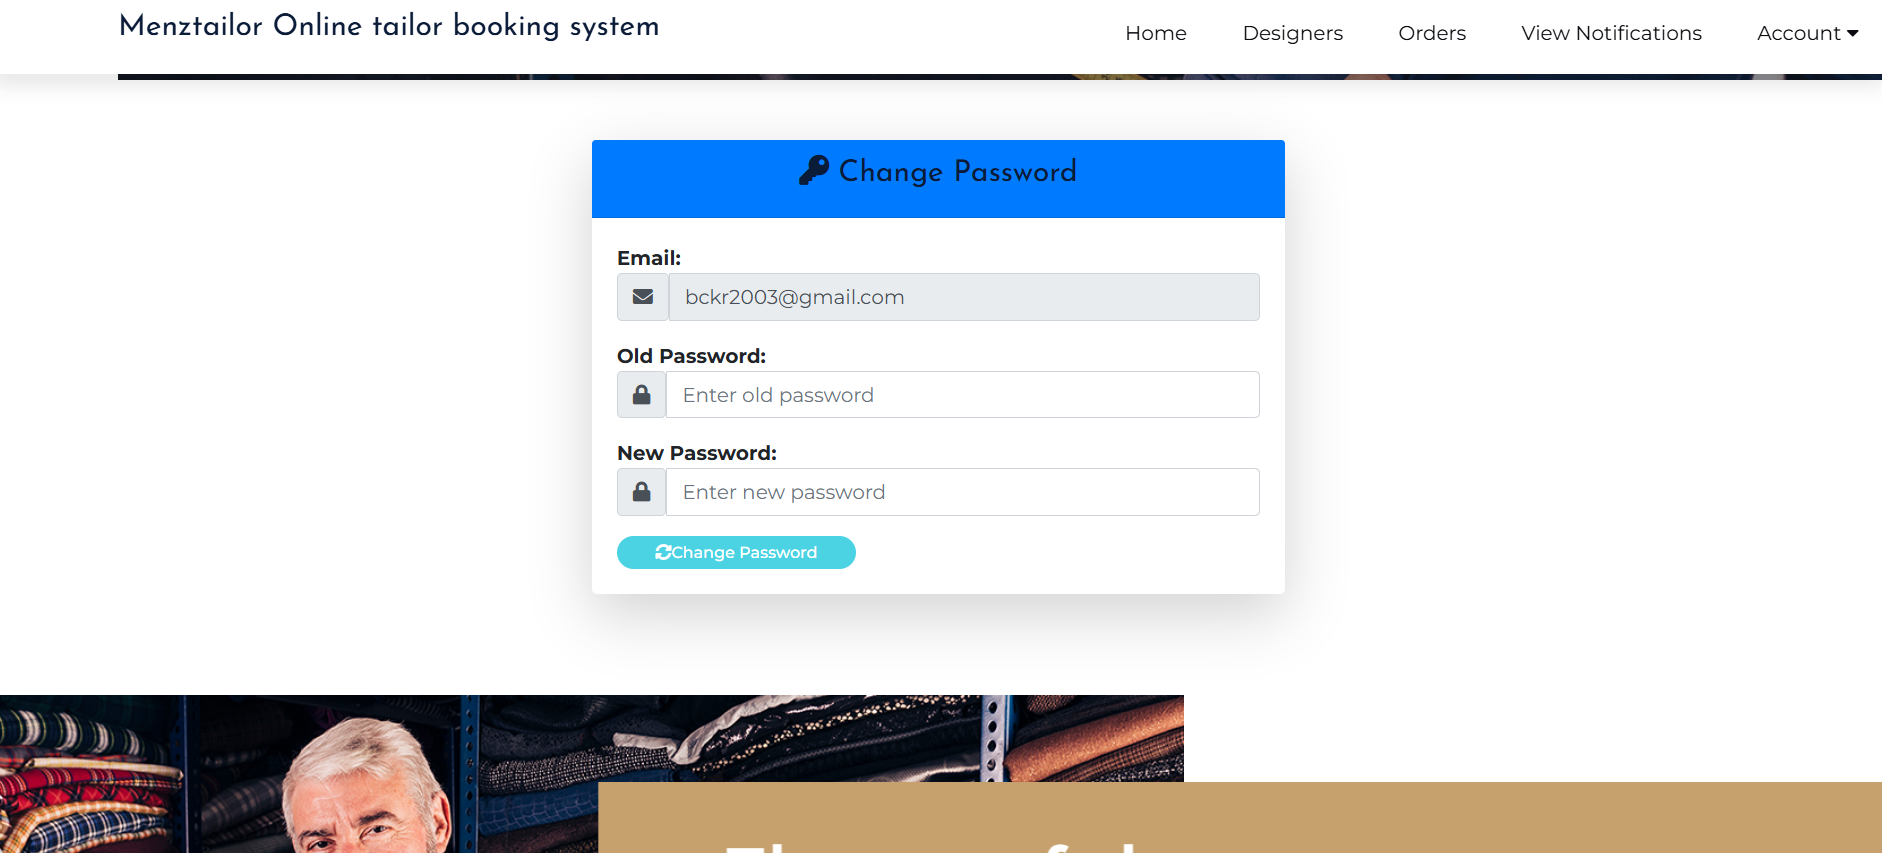 Menztailor Online tailor booking system
Home Designers Orders View Notifications Account
Change Password
Email:
bckr2003@gmail.com
Old Password:
Enter old password
New Password:
Enter new password
Change Password